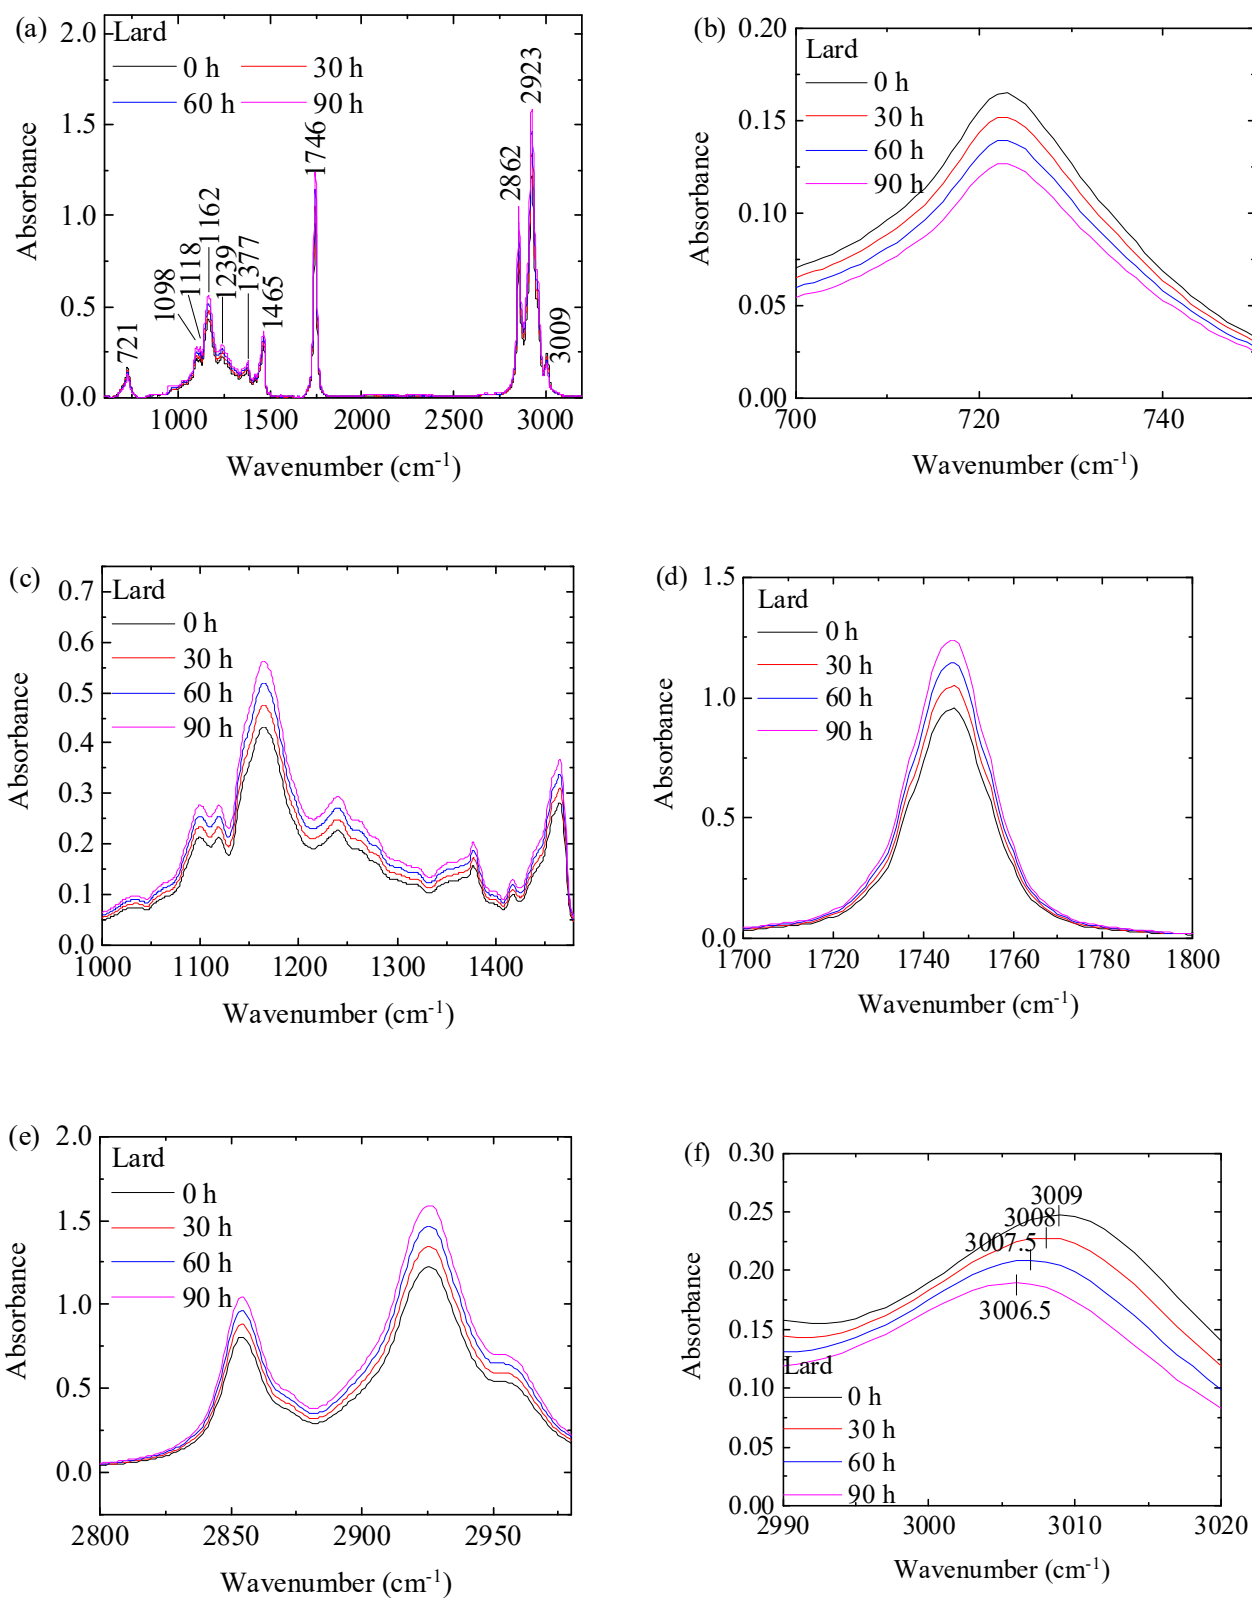 (a)
Lard
0 h
30 h
60 h
90 h
2.0
1.5
1.0
0.5
0.0
721
1098
1118
1162
1239
1377
1465
1746
2862
2923
3009
1000 1500 2000 2500 3000
Absorbance
Wavenumber (cm-1)
(b)
Lard
0 h
30 h
60 h
90 h
0.20
0.15
0.10
0.05
0.00
700 720 740
Absorbance
Wavenumber (cm-1)
(c)
Lard
0 h
30 h
60 h
90 h
0.7
0.6
0.5
0.4
0.3
0.2
0.1
0.0
1000 1100 1200 1300 1400
Absorbance
Wavenumber (cm-1)
(d)
Lard
0 h
30 h
60 h
90 h
1.5
1.0
0.5
0.0
1700 1720 1740 1760 1780 1800
Absorbance
Wavenumber (cm-1)
(e)
Lard
0 h
30 h
60 h
90 h
2.0
1.5
1.0
0.5
0.0
2800 2850 2900 2950
Absorbance
Wavenumber (cm-1)
(f)
0.30
0.25
0.20
0.15
0.10
0.05
0.00
3009
3008
3007.5
3006.5
Lard
0 h
30 h
60 h
90 h
2990 3000 3010 3020
Absorbance
Wavenumber (cm-1)